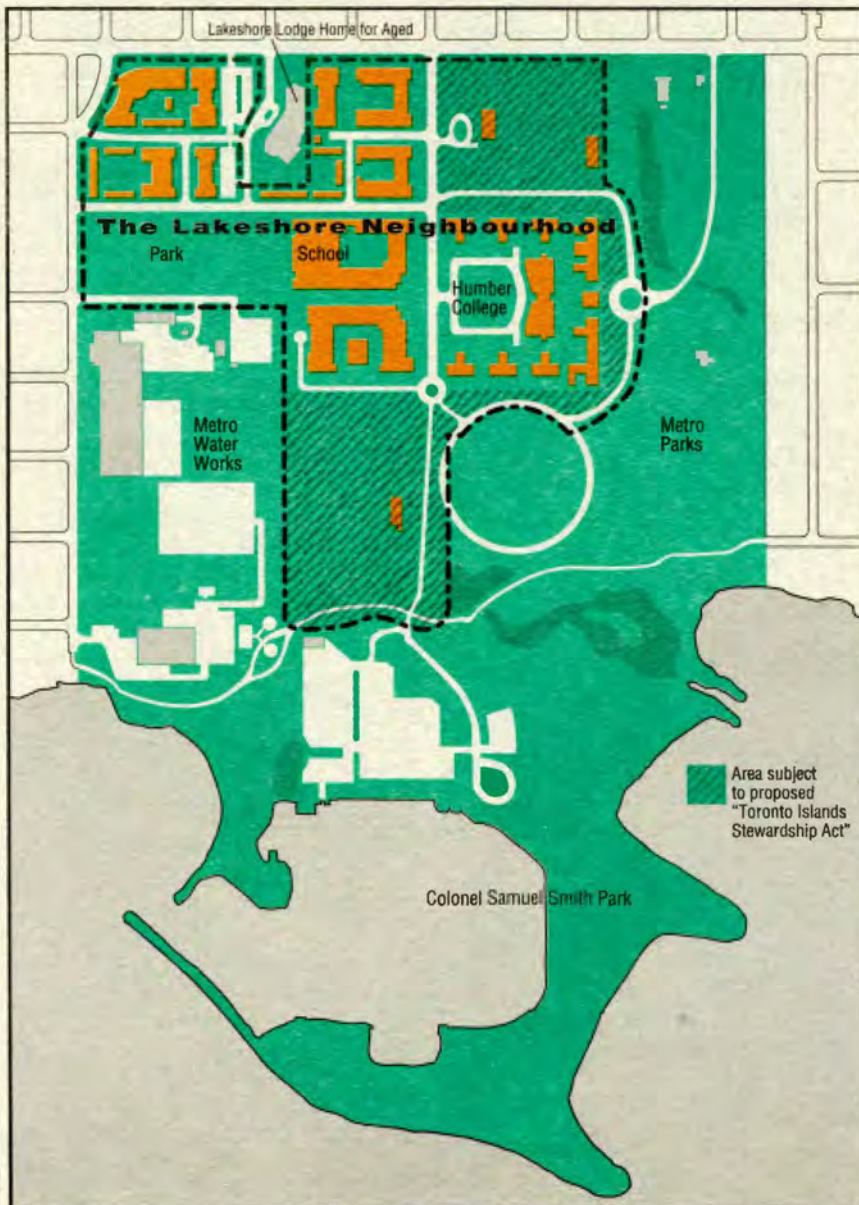 Lakeshore Lodge Home for Aged
The Lakeshore Neighbourhood
Park
School
Humber
College
Metro
Water
Works
Metro
Parks
Area subject
to proposed
"Toronto Islands
Stewardship Act"
Colonel Samuel Smith Park